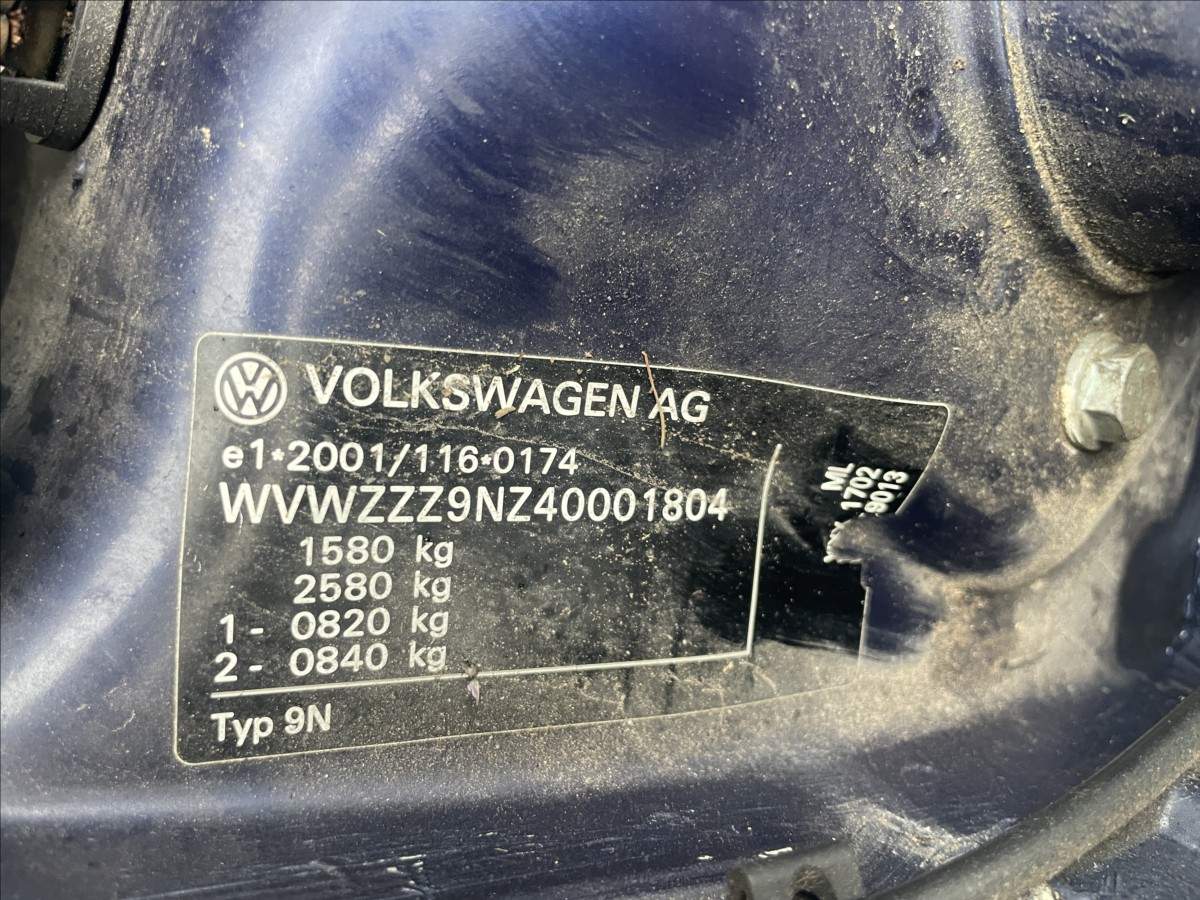 VOLKSWAGEN AG
e1*2001/116*0174
WVWZZZ9NZ40001804
1580 kg
2580 kg
1- 0820 kg
2- 0840 kg
Typ 9N
ML
1702
9013